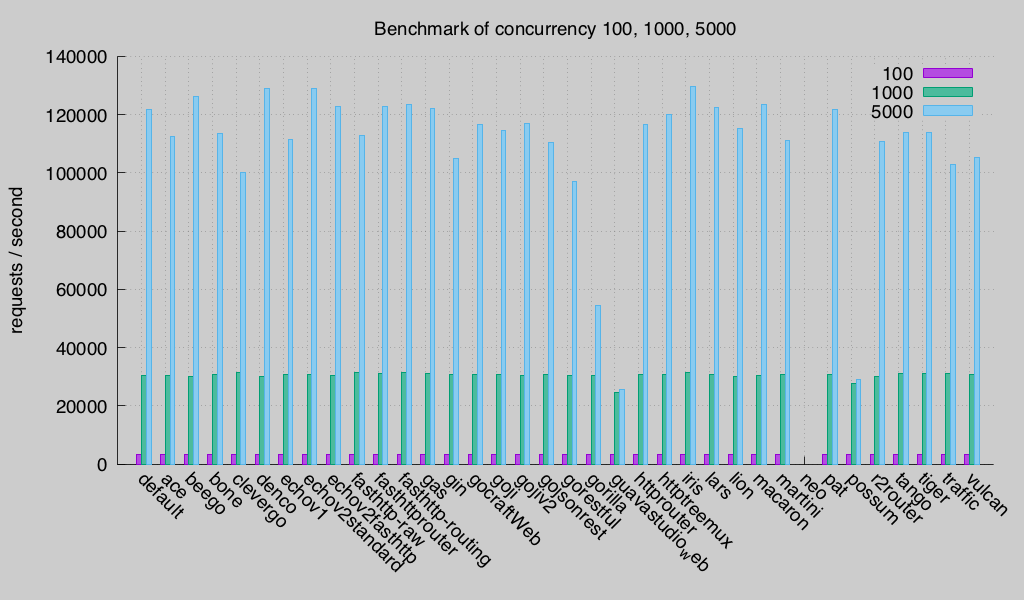 Benchmark of concurrency 100, 1000, 5000
140000
120000
100000
80000
60000
40000
20000
0
requests / second
100
1000
5000
default
ace
beego
bone
clevergo
denco
echov1
echov2standard
echov2fasthttp
fasthttp-raw
fasthttprouter
fasthttp-routing
gas
gin
gocraftWeb
goji
gojiv2
gojsonrest
gorestful
gorilla
guavastudioweb
httprouter
httptreemux
iris
lars
lion
macaron
martini
neo
pat
possum
r2router
tango
tiger
traffic
vulcan